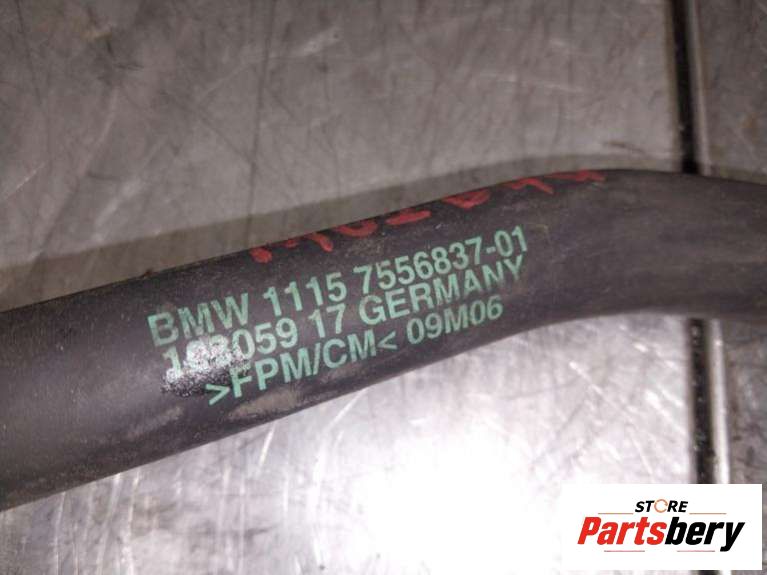 BMW 1115 7556837-01
059 17 GERMANY
>FPM/CM< 09M06
STORE
Partsbery